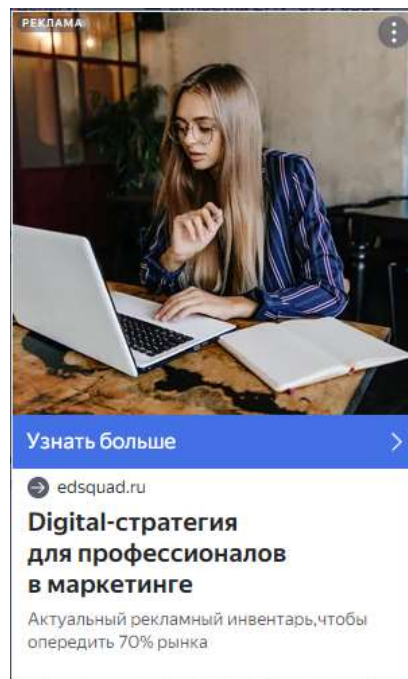 РЕКЛАМА
Узнать больше
edsquad.ru
Digital-стратегия
для профессионалов
в маркетинге
Актуальный рекламный инвентарь,чтобы
опередить 70% рынка